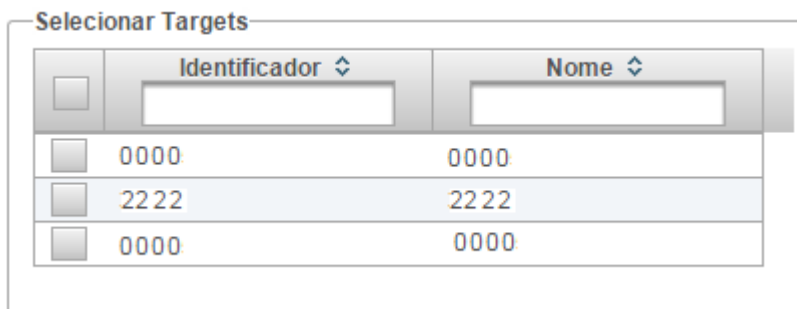 Selecionar Targets
Identificador Nome
0000 0000
2222 2222
0000 0000